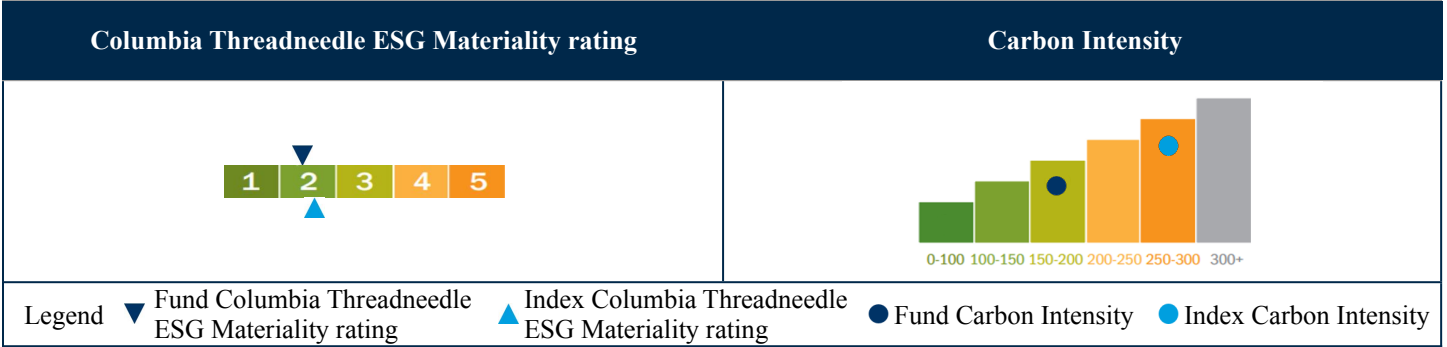 Columbia Threadneedle ESG Materiality rating
Carbon Intensity
1 2 3 4 5
0-100 100-150 150-200 200-250 250-300 300+
Legend
Fund Columbia Threadneedle
ESG Materiality rating
Index Columbia Threadneedle
ESG Materiality rating
Fund Carbon Intensity
Index Carbon Intensity